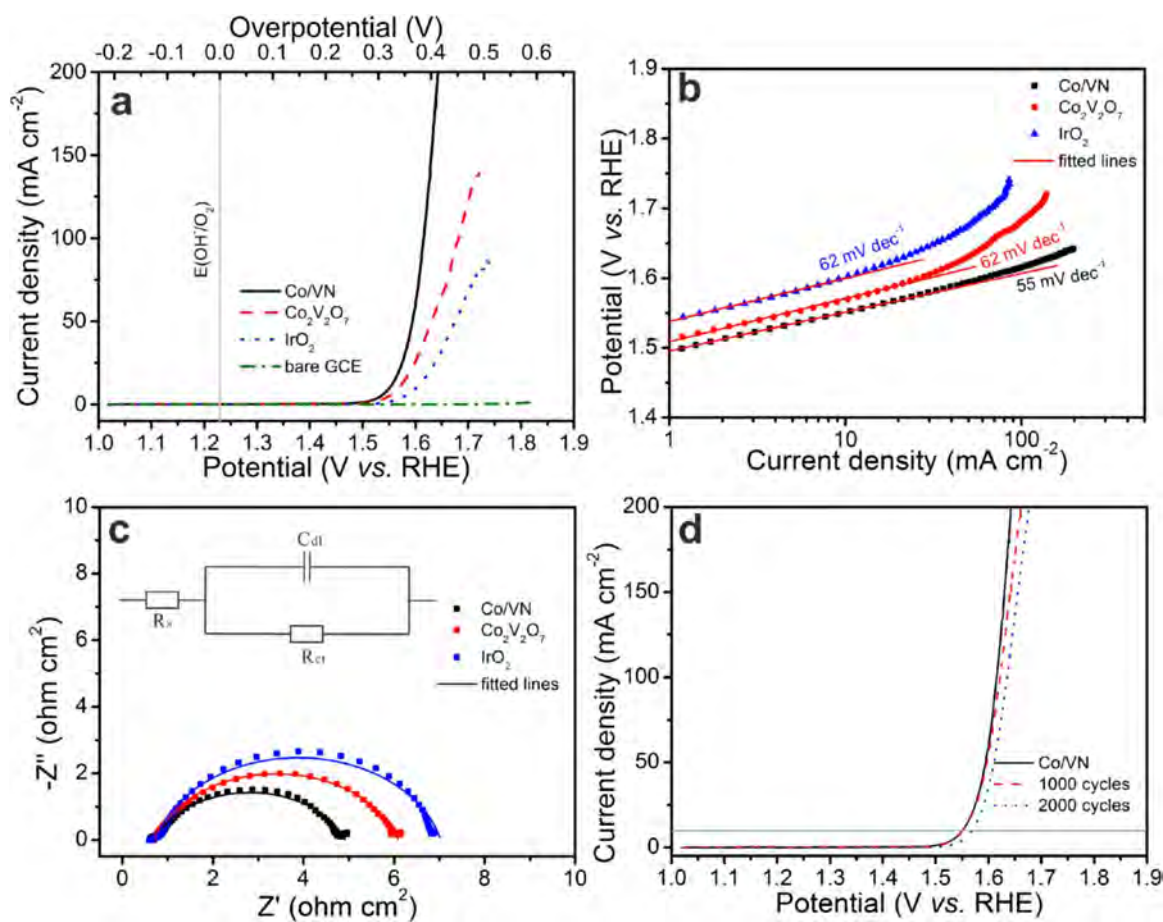 Overpotential (V)
-0.2 -0.1 0.0 0.1 0.2 0.3 0.4 0.5 0.6
a
Current density (mA cm⁻²)
200
150
100
50
0
E(OH⁻/O₂)
Co/VN
Co₂V₂O₇
IrO₂
bare GCE
1.0 1.1 1.2 1.3 1.4 1.5 1.6 1.7 1.8 1.9
Potential (V vs. RHE)
b
Potential (V vs. RHE)
1.9
1.8
1.7
1.6
1.5
1.4
Co/VN
Co₂V₂O₇
IrO₂
fitted lines
62 mV dec⁻¹
62 mV dec⁻¹
55 mV dec⁻¹
1 10 100
Current density (mA cm⁻²)
c
-Z'' (ohm cm²)
10
8
6
4
2
0
Cdl
Rs
Rct
Co/VN
Co₂V₂O₇
IrO₂
fitted lines
0 2 4 6 8 10
Z' (ohm cm²)
d
Current density (mA cm⁻²)
200
150
100
50
0
Co/VN
1000 cycles
2000 cycles
1.0 1.1 1.2 1.3 1.4 1.5 1.6 1.7 1.8 1.9
Potential (V vs. RHE)